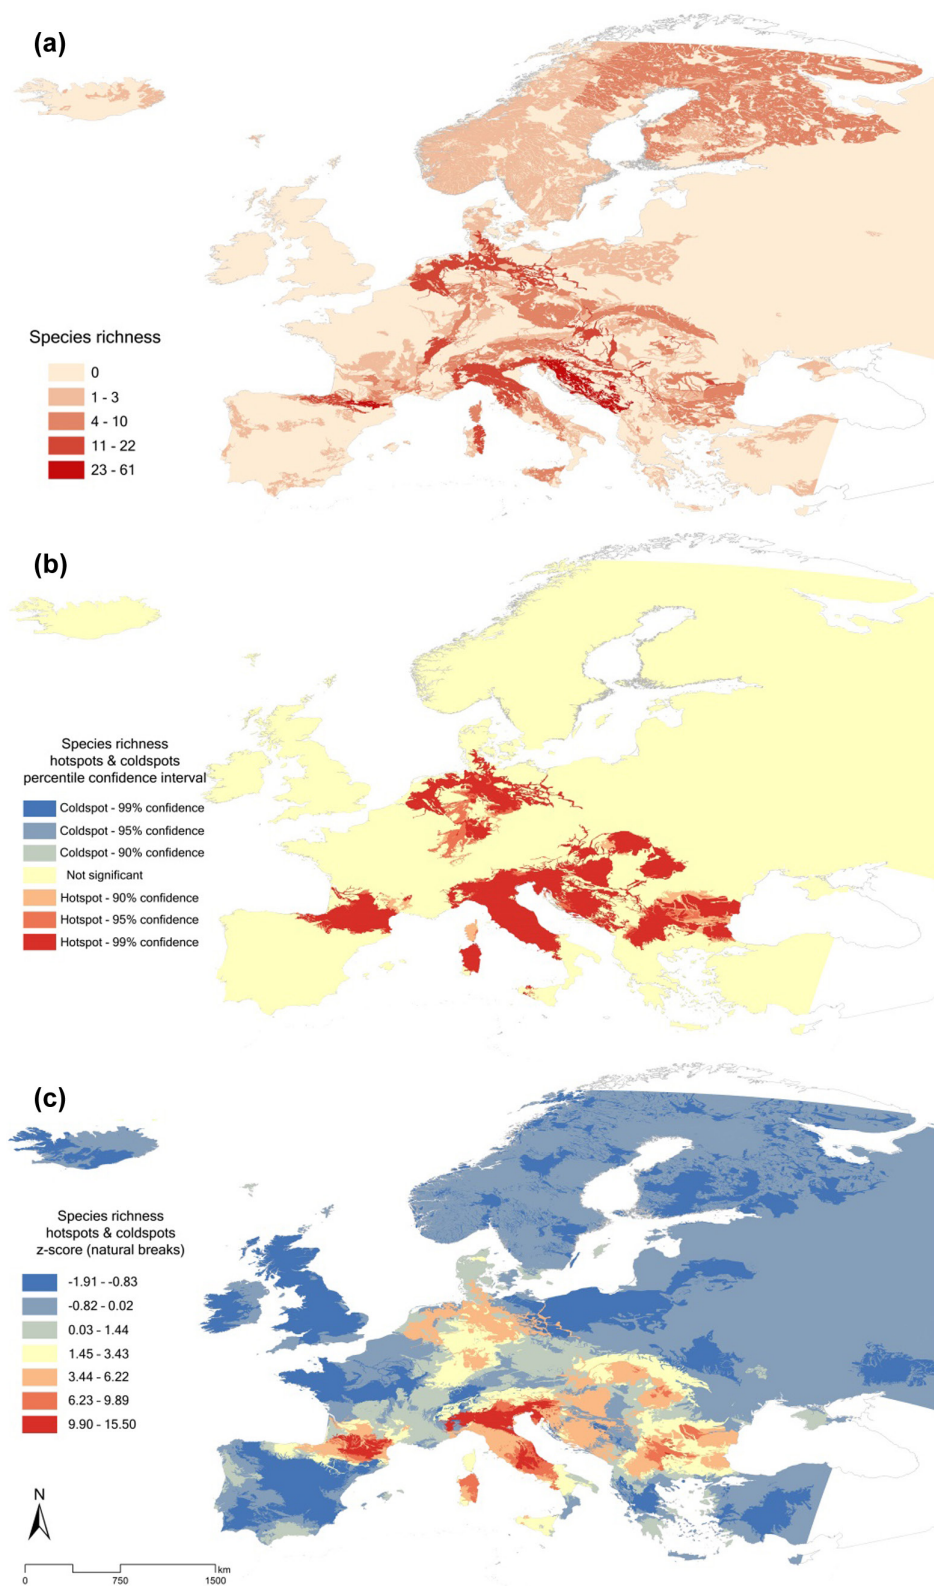 (a)
Species richness
0
1 - 3
4 - 10
11 - 22
23 - 61
(b)
Species richness
hotspots & coldspots
percentile confidence interval
Coldspot - 99% confidence
Coldspot - 95% confidence
Coldspot - 90% confidence
Not significant
Hotspot - 90% confidence
Hotspot - 95% confidence
Hotspot - 99% confidence
(c)
Species richness
hotspots & coldspots
z-score (natural breaks)
-1.91 - -0.83
-0.82 - 0.02
0.03 - 1.44
1.45 - 3.43
3.44 - 6.22
6.23 - 9.89
9.90 - 15.50
N
km
0 750 1500